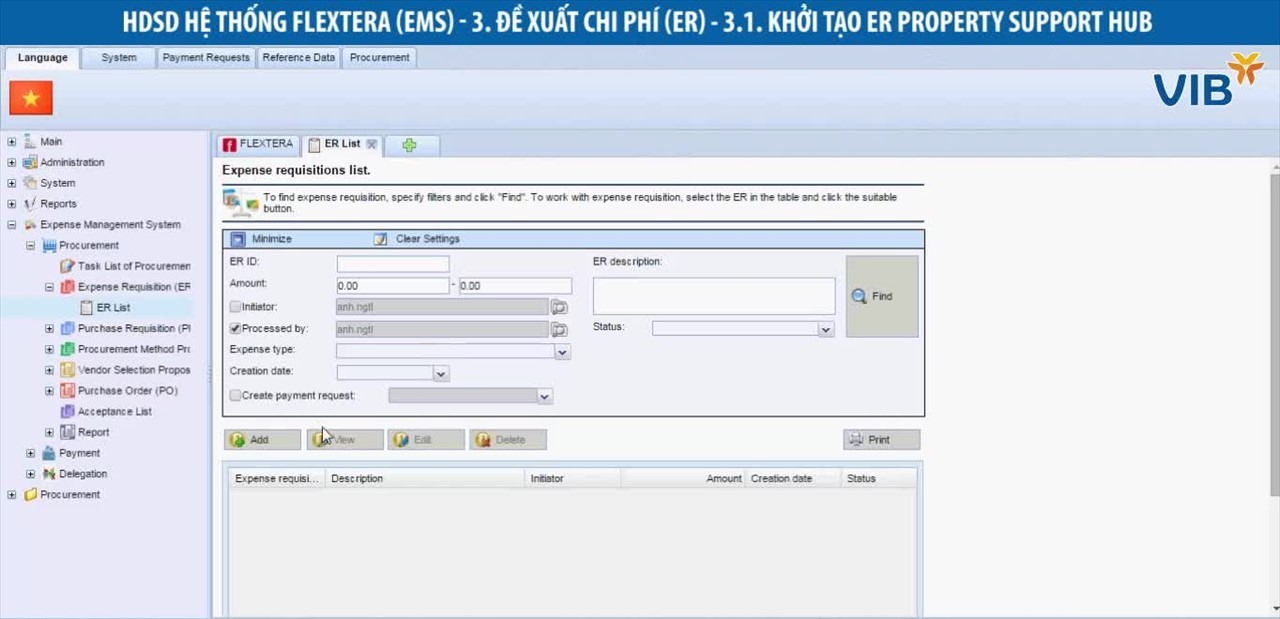 HDSD HỆ THỐNG FLEXTERA (EMS) - 3. ĐỀ XUẤT CHI PHÍ (ER) - 3.1. KHỞI TẠO ER PROPERTY SUPPORT HUB
Language System Payment Requests Reference Data Procurement
VIB
Main
Administration
System
Reports
Expense Management System
Procurement
Task List of Procuremen
Expense Requisition (ER
ER List
Purchase Requisition (PI
Procurement Method Prc
Vendor Selection Propos
Purchase Order (PO)
Acceptance List
Report
Payment
Delegation
Procurement
FLEXTERA ER List
Expense requisitions list.
To find expense requisition, specify filters and click "Find". To work with expense requisition, select the ER in the table and click the suitable
button.
Minimize Clear Settings
ER ID: ER description:
Amount: 0.00 - 0.00
Find
Initiator: anh.ngtl
Processed by: anh.ngtl Status:
Expense type:
Creation date:
Create payment request:
Add View Edit Delete Print
Expense requisi... Description Initiator Amount Creation date Status